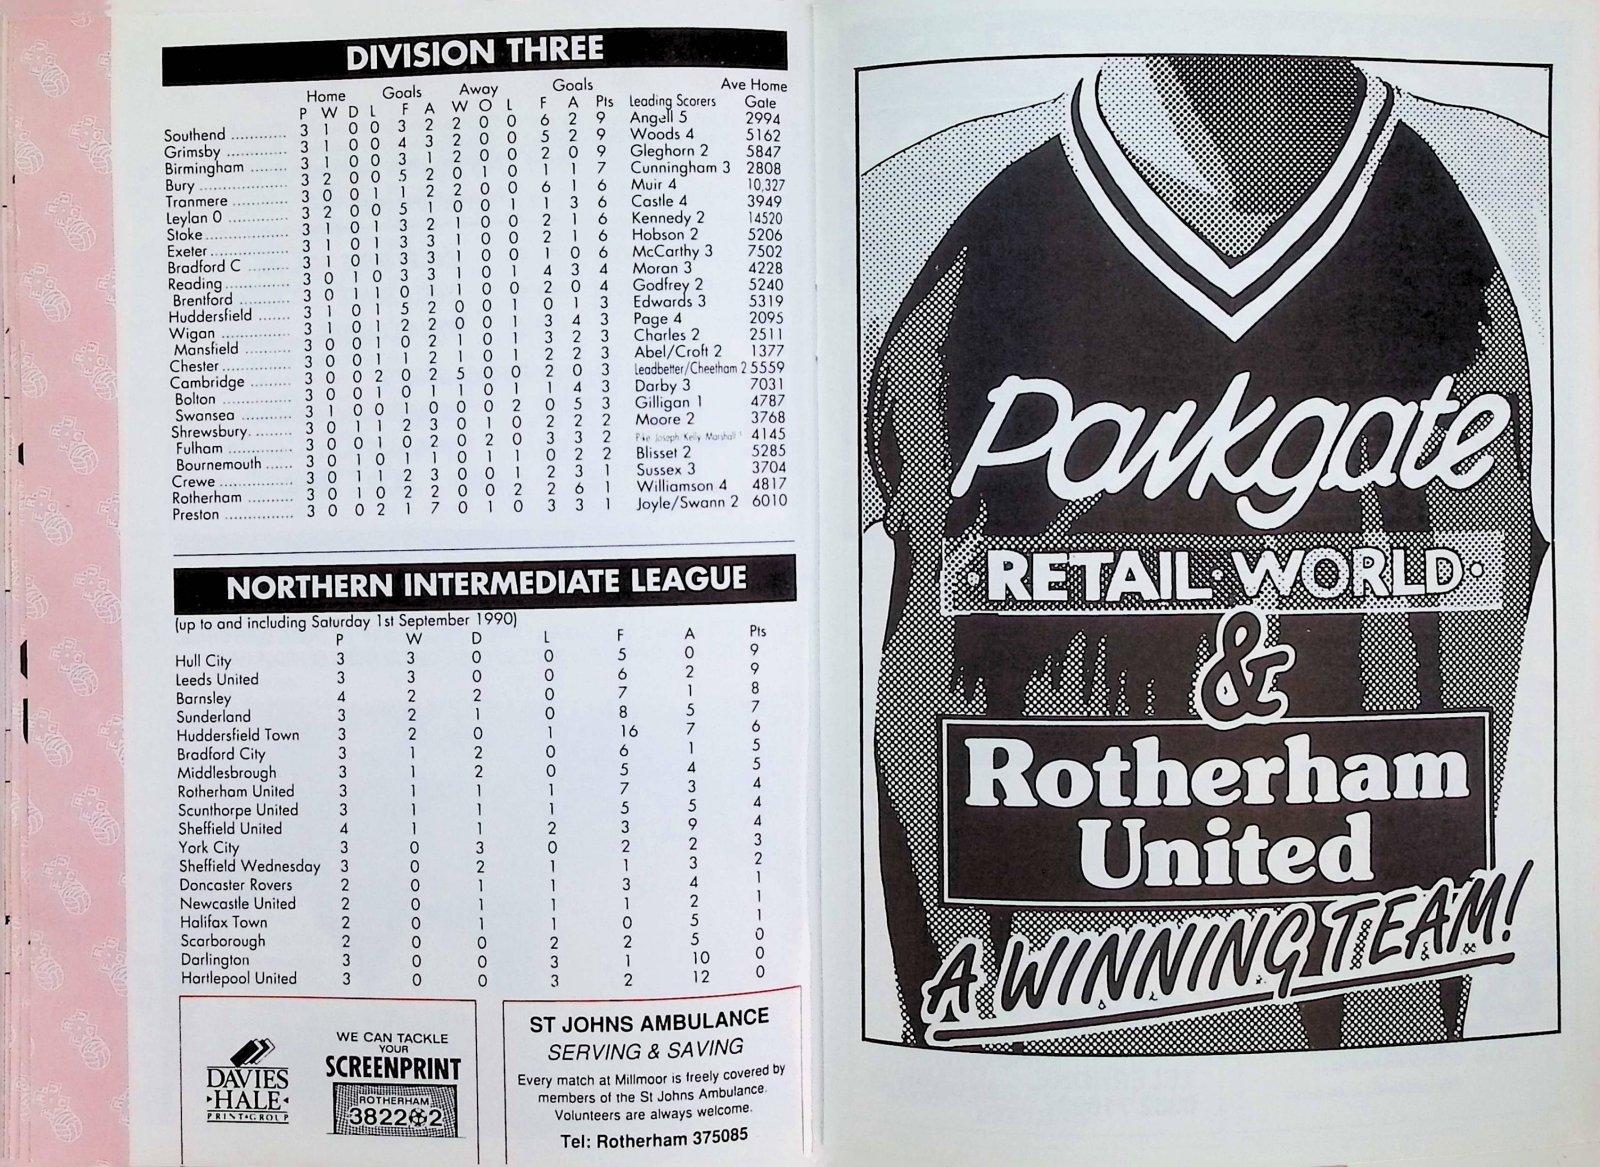 DIVISION THREE
Home Goals Away Goals Ave Home
P W D L F A W O L F A Pts Leading Scorers Gate
Southend 3 1 0 0 3 2 2 0 0 6 2 9 Angell 5 2994
Grimsby 3 1 0 0 4 3 2 0 0 5 2 9 Woods 4 5162
Birmingham 3 1 0 0 3 1 2 0 0 2 0 9 Gleghorn 2 5847
Bury 3 2 0 0 5 2 0 1 0 1 1 7 Cunningham 3 2808
Tranmere 3 0 0 1 1 2 2 0 0 6 1 6 Muir 4 10,327
Leylan O 3 2 0 0 5 1 0 0 1 1 3 6 Castle 4 3949
Stoke 3 1 0 1 3 2 1 0 0 2 1 6 Kennedy 2 14520
Exeter 3 1 0 1 3 3 1 0 0 2 1 6 Hobson 2 5206
Bradford C 3 1 0 1 3 3 1 0 0 1 0 6 McCarthy 3 7502
Reading 3 0 1 0 3 3 1 0 1 4 3 4 Moran 3 4228
Brentford 3 0 1 1 0 1 1 0 0 2 0 4 Godfrey 2 5240
Huddersfield 3 1 0 1 5 2 0 0 1 0 1 3 Edwards 3 5319
Wigan 3 1 0 1 2 2 0 0 1 3 4 3 Page 4 2095
Mansfield 3 0 0 1 0 2 1 0 1 3 2 3 Charles 2 2511
Chester 3 0 0 1 1 2 1 0 1 2 2 3 Abel/Croft 2 1377
Cambridge 3 0 0 2 0 2 5 0 0 2 0 3 Leadbetter/Cheetham 2 5559
Bolton 3 0 0 1 0 1 1 0 1 1 4 3 Darby 3 7031
Swansea 3 1 0 0 1 0 0 0 2 0 5 3 Gilligan 1 4787
Shrewsbury 3 0 1 1 2 3 0 1 0 2 2 2 Moore 2 3768
Fulham 3 0 0 1 0 2 0 2 0 3 3 2 Pike Joseph Kelly Marshall 1 4145
Bournemouth 3 0 1 0 1 1 1 1 1 0 2 2 Blisset 2 5285
Crewe 3 0 1 1 2 3 0 0 1 2 3 1 Sussex 3 3704
Rotherham 3 0 1 0 2 2 0 0 2 2 6 1 Williamson 4 4817
Preston 3 0 0 2 1 7 0 1 0 3 3 1 Joyle/Swann 2 6010
NORTHERN INTERMEDIATE LEAGUE
(up to and including Saturday 1st September 1990)
P W D L F A Pts
Hull City 3 3 0 0 5 0 9
Leeds United 3 3 0 0 6 2 9
Barnsley 4 2 2 0 7 1 8
Sunderland 3 2 1 0 8 5 7
Huddersfield Town 3 2 0 1 16 7 6
Bradford City 3 1 2 0 6 1 5
Middlesbrough 3 1 2 0 5 4 5
Rotherham United 3 1 1 1 7 3 4
Scunthorpe United 3 1 1 1 5 5 4
Sheffield United 4 1 1 2 3 9 4
York City 3 0 3 0 2 2 3
Sheffield Wednesday 3 0 2 1 1 3 2
Doncaster Rovers 2 0 1 1 3 4 1
Newcastle United 2 0 1 1 1 2 1
Halifax Town 2 0 1 1 0 5 1
Scarborough 2 0 0 2 2 5 0
Darlington 3 0 0 3 1 10 0
Hartlepool United 3 0 0 3 2 12 0
DAVIES
HALE
PRINT GROUP
WE CAN TACKLE
YOUR
SCREENPRINT
ROTHERHAM
382202
ST JOHNS AMBULANCE
SERVING & SAVING
Every match at Millmoor is freely covered by
members of the St Johns Ambulance.
Volunteers are always welcome.
Tel: Rotherham 375085
Parkgate
RETAIL · WORLD
&
Rotherham
United
A WINNING TEAM!